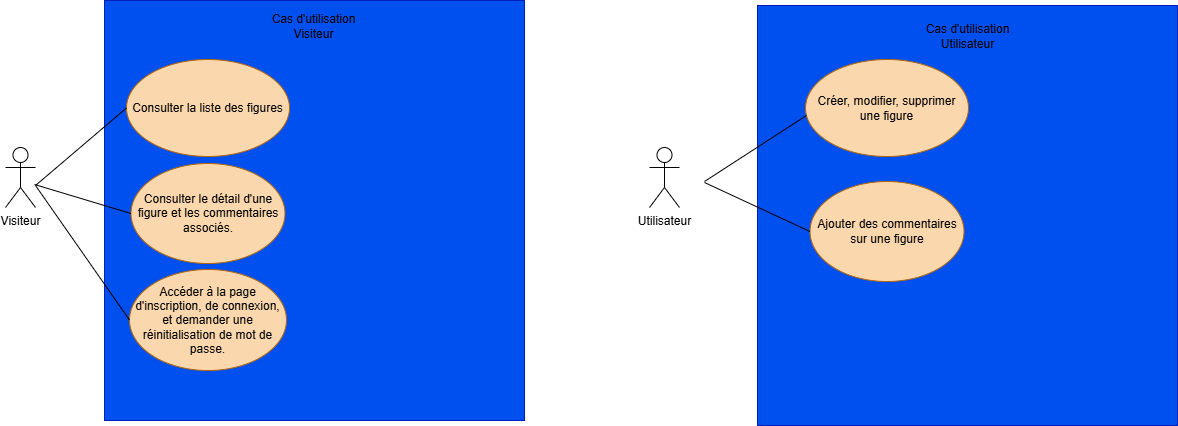 Cas d'utilisation
Visiteur
Consulter la liste des figures
Consulter le détail d'une
figure et les commentaires
associés.
Accéder à la page
d'inscription, de connexion,
et demander une
réinitialisation de mot de
passe.
Visiteur
Cas d'utilisation
Utilisateur
Créer, modifier, supprimer
une figure
Ajouter des commentaires
sur une figure
Utilisateur